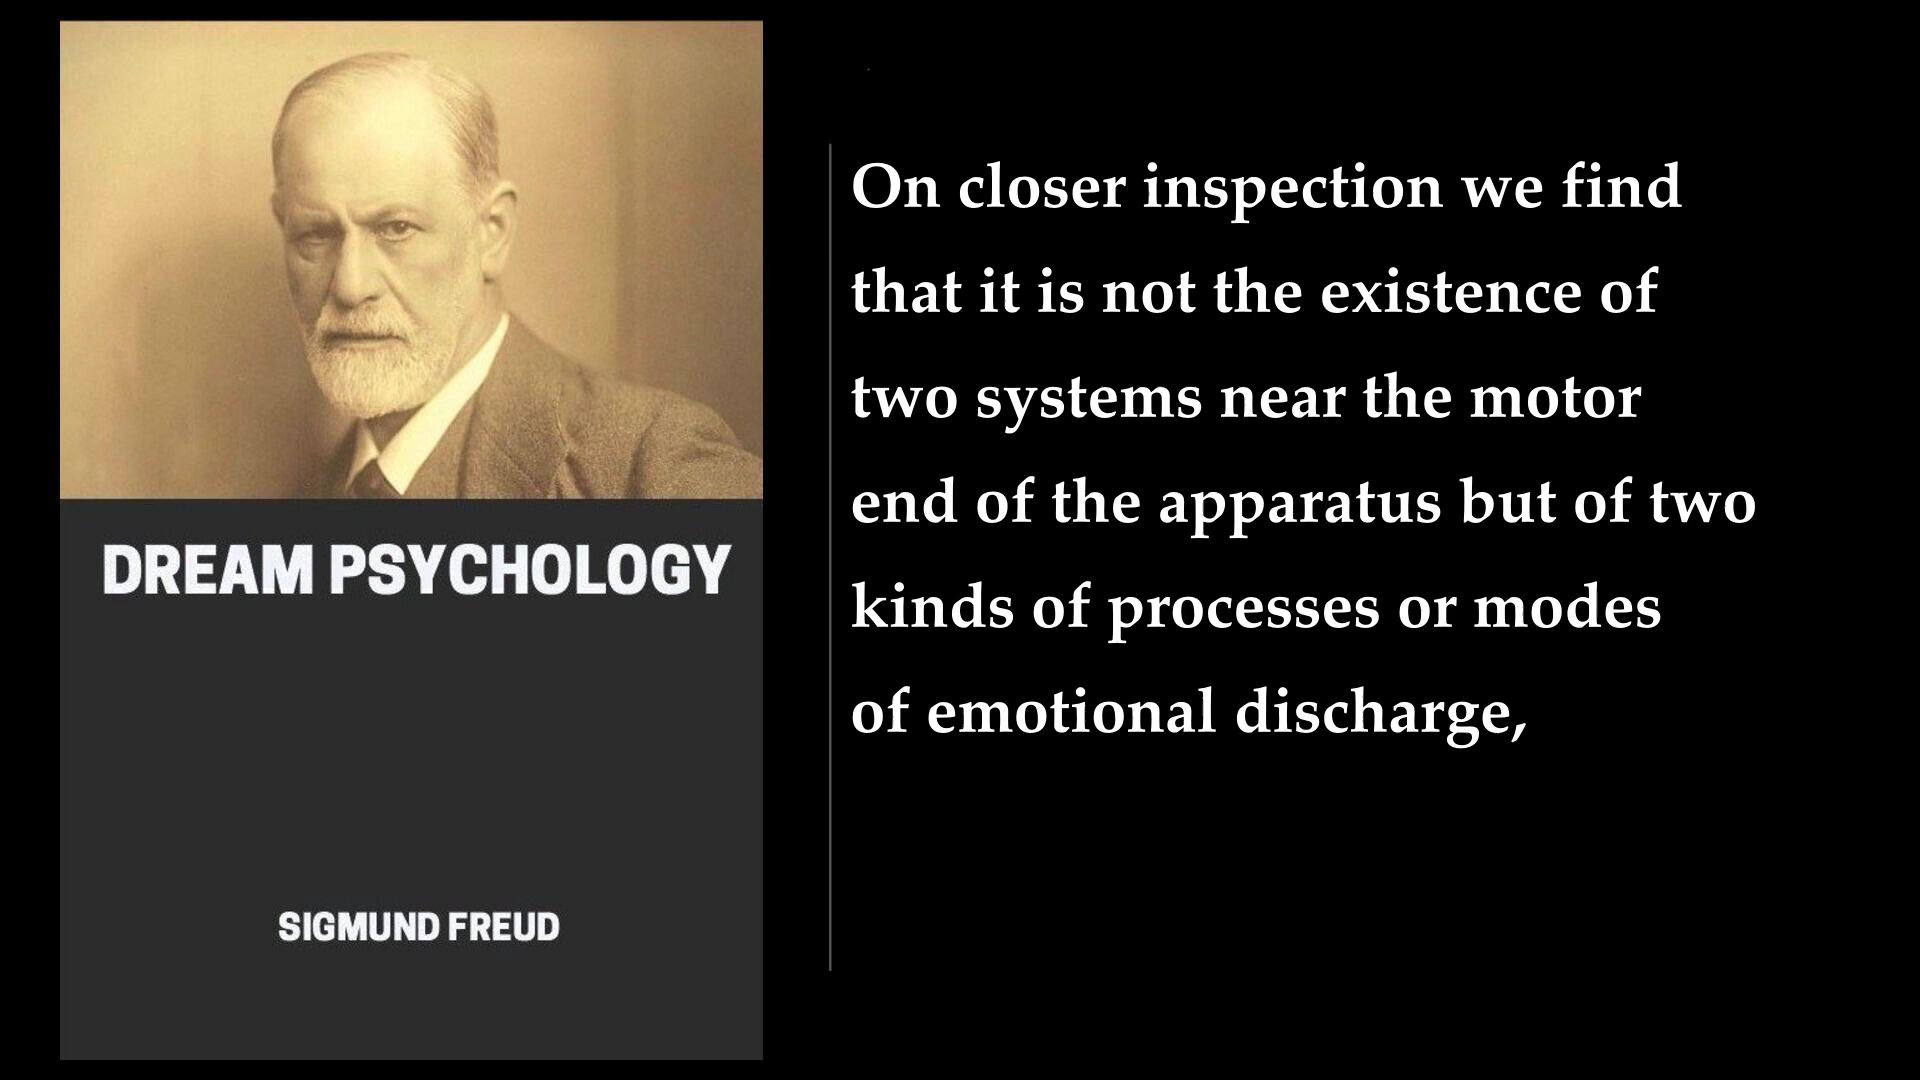 DREAM PSYCHOLOGY
SIGMUND FREUD
On closer inspection we find
that it is not the existence of
two systems near the motor
end of the apparatus but of two
kinds of processes or modes
of emotional discharge,